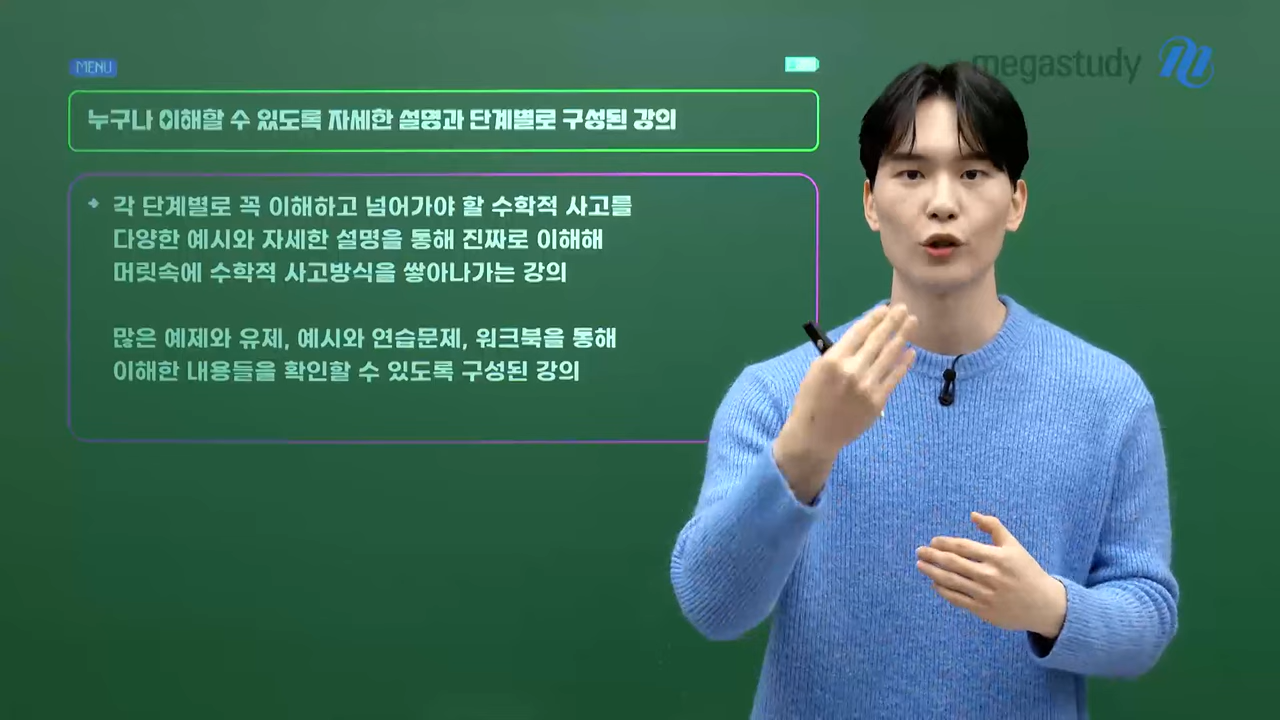 MENU
megastudy
누구나 이해할 수 있도록 자세한 설명과 단계별로 구성된 강의
각 단계별로 꼭 이해하고 넘어가야 할 수학적 사고를
다양한 예시와 자세한 설명을 통해 진짜로 이해해
머릿속에 수학적 사고방식을 쌓아나가는 강의
많은 예제와 유제, 예시와 연습문제, 워크북을 통해
이해한 내용들을 확인할 수 있도록 구성된 강의